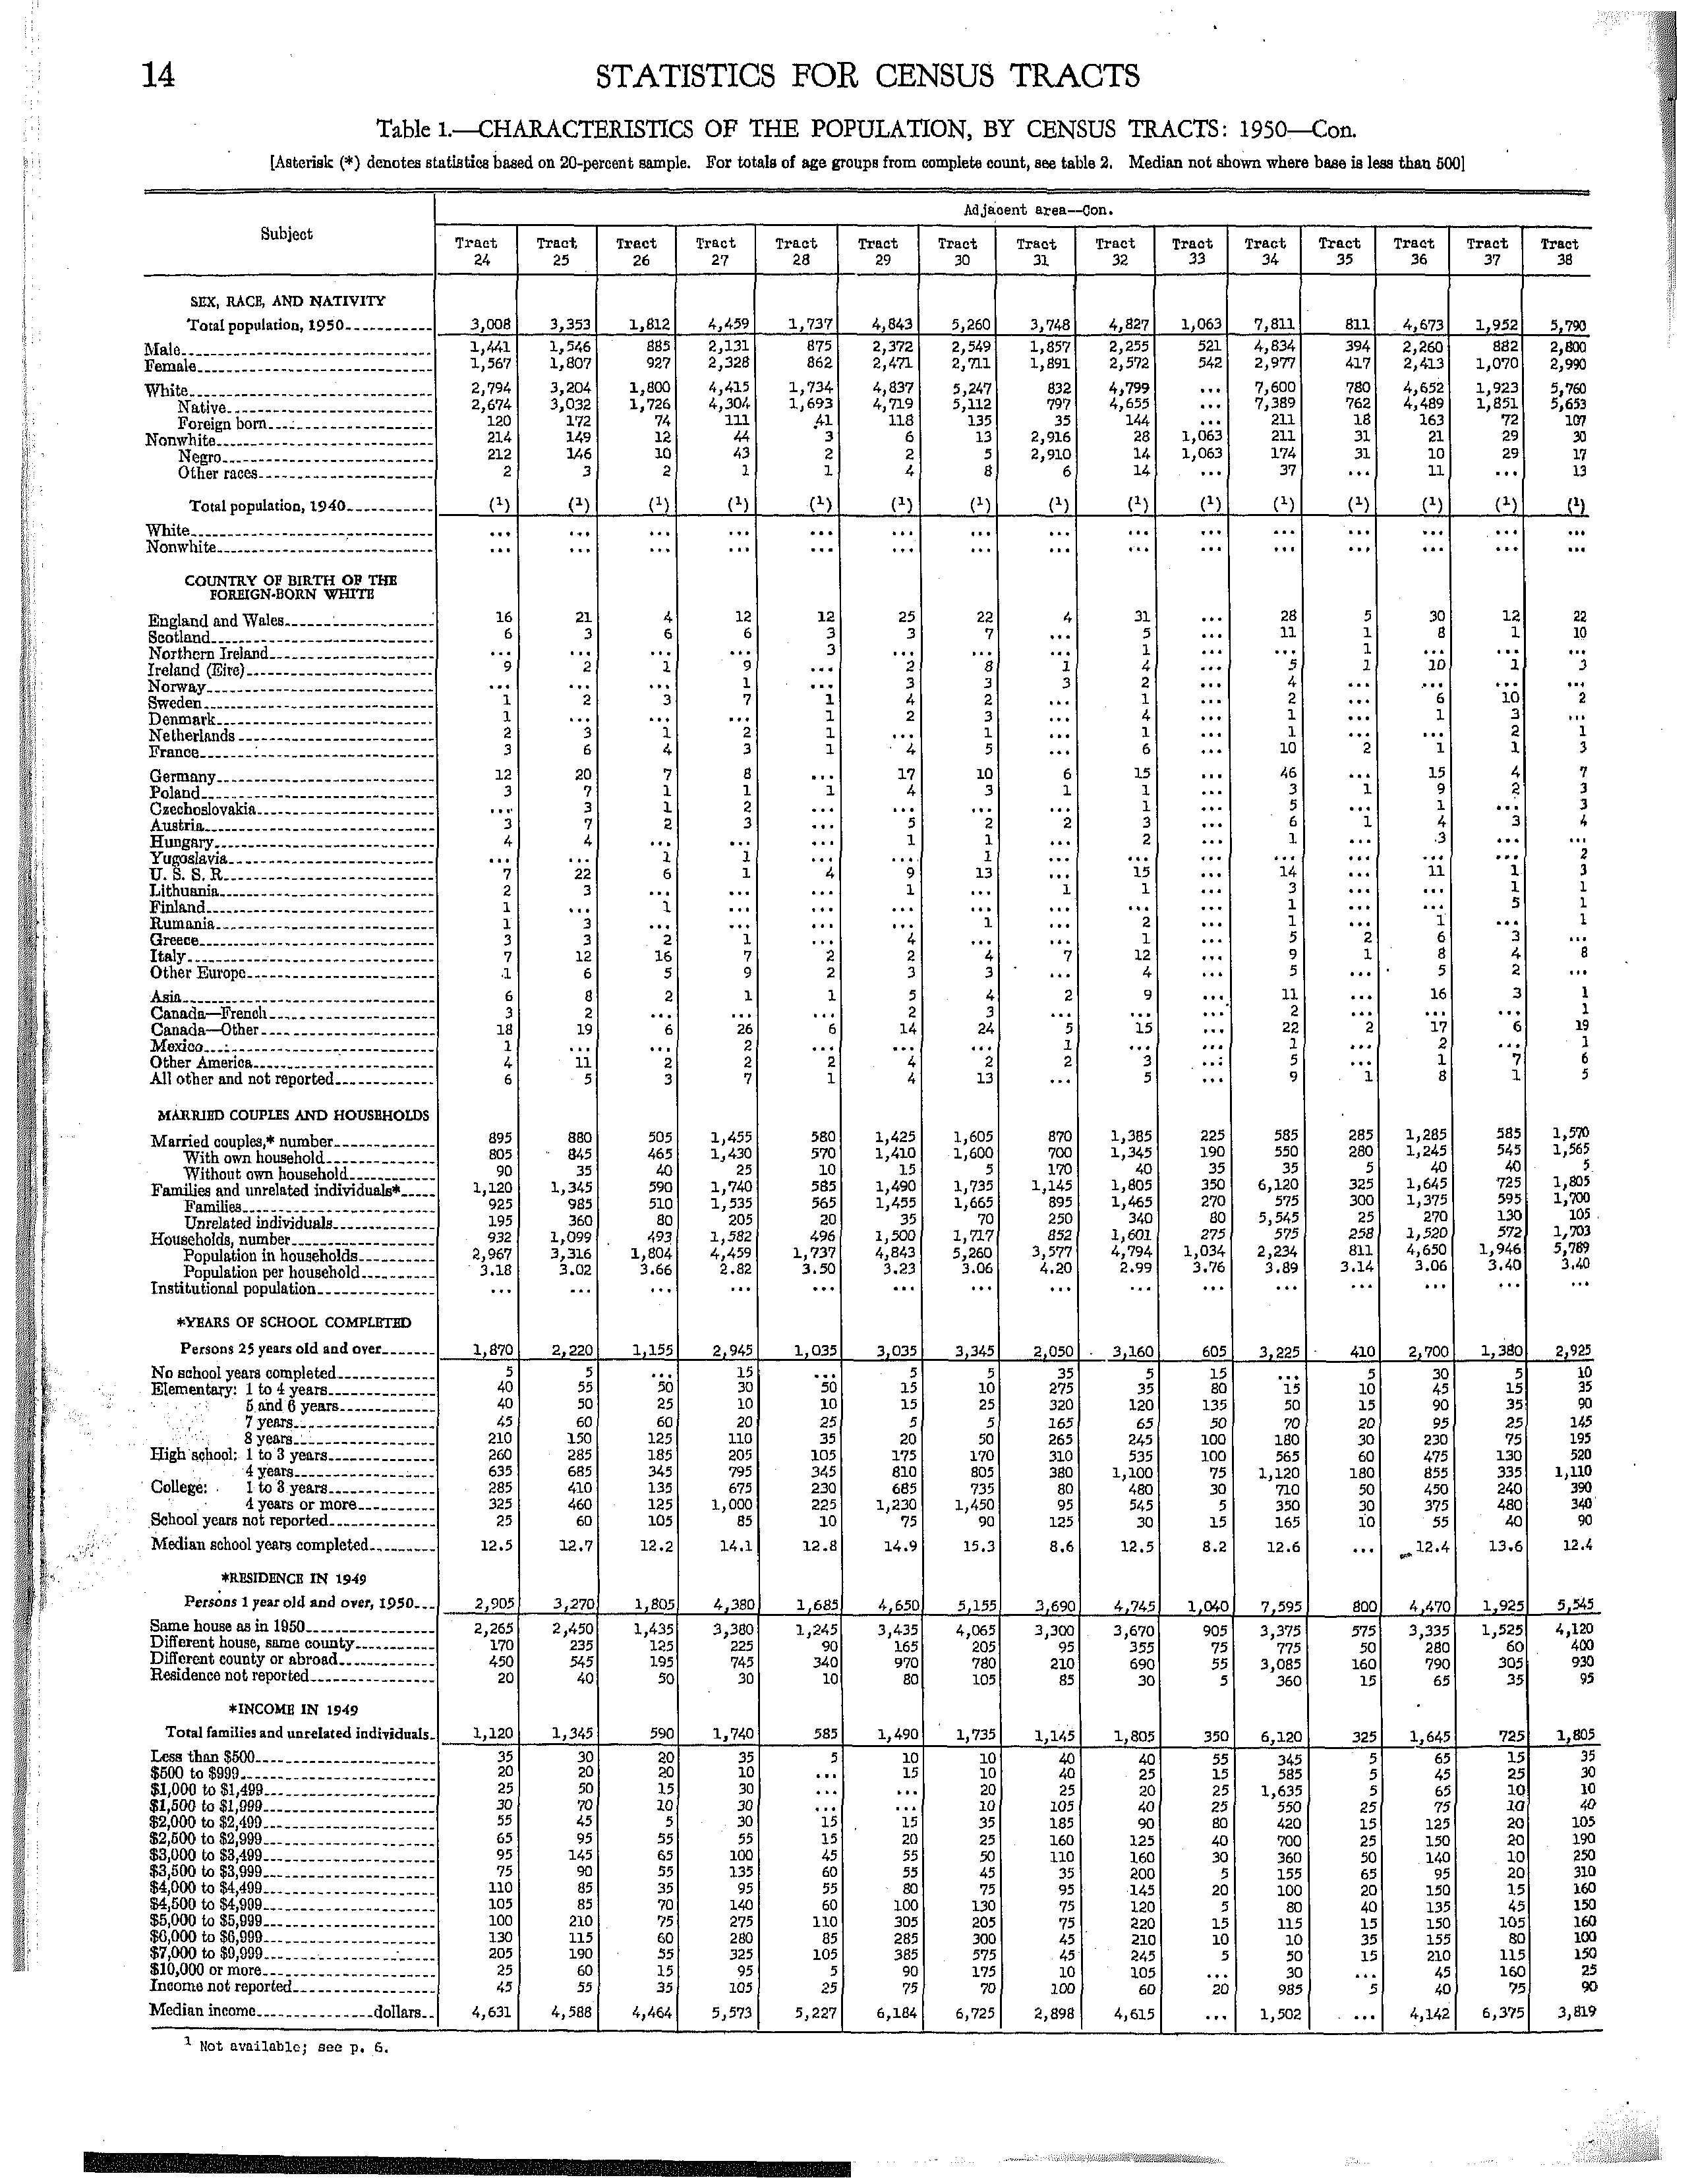 14
STATISTICS FOR CENSUS TRACTS
Table 1.—CHARACTERISTICS OF THE POPULATION, BY CENSUS TRACTS: 1950—Con.
[Asterisk (*) denotes statistics based on 20-percent sample. For totals of age groups from complete count, see table 2. Median not shown where base is less than 500]
Subject
Adjacent area--Con.
Tract 24 Tract 25 Tract 26 Tract 27 Tract 28 Tract 29 Tract 30 Tract 31 Tract 32 Tract 33 Tract 34 Tract 35 Tract 36 Tract 37 Tract 38
SEX, RACE, AND NATIVITY
Total population, 1950 3,008 3,353 1,812 4,459 1,737 4,843 5,260 3,748 4,827 1,063 7,811 811 4,673 1,952 5,790
Male 1,441 1,546 885 2,131 875 2,372 2,549 1,857 2,255 521 4,834 394 2,260 882 2,800
Female 1,567 1,807 927 2,328 862 2,471 2,711 1,891 2,572 542 2,977 417 2,413 1,070 2,990
White 2,794 3,204 1,800 4,415 1,734 4,837 5,247 832 4,799 ... 7,600 780 4,652 1,923 5,760
Native 2,674 3,032 1,726 4,304 1,693 4,719 5,112 797 4,655 ... 7,389 762 4,489 1,851 5,653
Foreign born 120 172 74 111 41 118 135 35 144 ... 211 18 163 72 107
Nonwhite 214 149 12 44 3 6 13 2,916 28 1,063 211 31 21 29 30
Negro 212 146 10 43 2 2 5 2,910 14 1,063 174 31 10 29 17
Other races 2 3 2 1 1 4 8 6 14 ... 37 ... 11 ... 13
Total population, 1940 (1) (1) (1) (1) (1) (1) (1) (1) (1) (1) (1) (1) (1) (1) (1)
White ... ... ... ... ... ... ... ... ... ... ... ... ... ... ...
Nonwhite ... ... ... ... ... ... ... ... ... ... ... ... ... ... ...
COUNTRY OF BIRTH OF THE
FOREIGN-BORN WHITE
England and Wales 16 21 4 12 12 25 22 4 31 ... 28 5 30 12 22
Scotland 6 3 6 6 3 3 7 ... 5 ... 11 1 8 1 10
Northern Ireland ... ... ... ... 3 ... ... ... 1 ... ... 1 ... ... ...
Ireland (Eire) 9 2 1 9 ... 2 8 1 4 ... 5 1 10 1 3
Norway ... ... ... 1 ... 3 3 3 2 ... 4 ... ... ... ...
Sweden 1 2 3 7 1 4 2 ... 1 ... 2 ... 6 10 2
Denmark 1 ... ... ... 1 2 3 ... 4 ... 1 ... 1 3 ...
Netherlands 2 3 1 2 1 ... 1 ... 1 ... 1 ... ... 2 1
France 3 6 4 3 1 4 5 ... 6 ... 10 2 1 1 3
Germany 12 20 7 8 ... 17 10 6 15 ... 46 ... 15 4 7
Poland 3 7 1 1 1 4 3 1 1 ... 3 1 9 2 3
Czechoslovakia ... 3 1 2 ... ... ... ... 1 ... 5 ... 1 ... 3
Austria 3 7 2 3 ... 5 2 2 3 ... 6 1 4 3 4
Hungary 4 4 ... ... ... 1 1 ... 2 ... 1 ... 3 ... ...
Yugoslavia ... ... 1 1 ... ... 1 ... ... ... ... ... ... ... 2
U. S. S. R. 7 22 6 1 4 9 13 ... 15 ... 14 ... 11 1 3
Lithuania 2 3 ... ... ... 1 ... 1 1 ... 3 ... ... 1 1
Finland 1 ... 1 ... ... ... ... ... ... ... 1 ... ... 5 1
Rumania 1 3 ... ... ... ... 1 ... 2 ... 1 ... 1 ... 1
Greece 3 3 2 1 ... 4 ... ... 1 ... 5 2 6 3 ...
Italy 7 12 16 7 2 2 4 7 12 ... 9 1 8 4 8
Other Europe 1 6 5 9 2 3 3 ... 4 ... 5 ... 5 2 ...
Asia 6 8 2 1 1 5 4 2 9 ... 11 ... 16 3 1
Canada—French 3 2 ... ... ... 2 3 ... ... ... 2 ... ... ... 1
Canada—Other 18 19 6 26 6 14 24 5 15 ... 22 2 17 6 19
Mexico 1 ... ... 2 ... ... ... 1 ... ... 1 ... 2 ... 1
Other America 4 11 2 2 2 4 2 2 3 ... 5 ... 1 7 6
All other and not reported 6 5 3 7 1 4 13 ... 5 ... 9 1 8 1 5
MARRIED COUPLES AND HOUSEHOLDS
Married couples,* number 895 880 505 1,455 580 1,425 1,605 870 1,385 225 585 285 1,285 585 1,570
With own household 805 845 465 1,430 570 1,410 1,600 700 1,345 190 550 280 1,245 545 1,565
Without own household 90 35 40 25 10 15 5 170 40 35 35 5 40 40 5
Families and unrelated individuals* 1,120 1,345 590 1,740 585 1,490 1,735 1,145 1,805 350 6,120 325 1,645 725 1,805
Families 925 985 510 1,535 565 1,455 1,665 895 1,465 270 575 300 1,375 595 1,700
Unrelated individuals 195 360 80 205 20 35 70 250 340 80 5,545 25 270 130 105
Households, number 932 1,099 493 1,582 496 1,500 1,717 852 1,601 275 575 258 1,520 572 1,703
Population in households 2,967 3,316 1,804 4,459 1,737 4,843 5,260 3,577 4,794 1,034 2,234 811 4,650 1,946 5,789
Population per household 3.18 3.02 3.66 2.82 3.50 3.23 3.06 4.20 2.99 3.76 3.89 3.14 3.06 3.40 3.40
Institutional population ... ... ... ... ... ... ... ... ... ... ... ... ... ... ...
*YEARS OF SCHOOL COMPLETED
Persons 25 years old and over 1,870 2,220 1,155 2,945 1,035 3,035 3,345 2,050 3,160 605 3,225 410 2,700 1,380 2,925
No school years completed 5 5 ... 15 ... 5 5 35 5 15 ... 5 30 5 10
Elementary: 1 to 4 years 40 55 50 30 50 15 10 275 35 80 15 10 45 15 35
5 and 6 years 40 50 25 10 10 15 25 320 120 135 50 15 90 35 90
7 years 45 60 60 20 25 5 5 165 65 50 70 20 95 25 145
8 years 210 150 125 110 35 20 50 265 245 100 180 30 230 75 195
High school: 1 to 3 years 260 285 185 205 105 175 170 310 535 100 565 60 475 130 520
4 years 635 685 345 795 345 810 805 380 1,100 75 1,120 180 855 335 1,110
College: 1 to 3 years 285 410 135 675 230 685 735 80 480 30 710 50 450 240 390
4 years or more 325 460 125 1,000 225 1,230 1,450 95 545 5 350 30 375 480 340
School years not reported 25 60 105 85 10 75 90 125 30 15 165 10 55 40 90
Median school years completed 12.5 12.7 12.2 14.1 12.8 14.9 15.3 8.6 12.5 8.2 12.6 ... 12.4 13.6 12.4
*RESIDENCE IN 1949
Persons 1 year old and over, 1950 2,905 3,270 1,805 4,380 1,685 4,650 5,155 3,690 4,745 1,040 7,595 800 4,470 1,925 5,545
Same house as in 1950 2,265 2,450 1,435 3,380 1,245 3,435 4,065 3,300 3,670 905 3,375 575 3,335 1,525 4,120
Different house, same county 170 235 125 225 90 165 205 95 355 75 775 50 280 60 400
Different county or abroad 450 545 195 745 340 970 780 210 690 55 3,085 160 790 305 930
Residence not reported 20 40 50 30 10 80 105 85 30 5 360 15 65 35 95
*INCOME IN 1949
Total families and unrelated individuals 1,120 1,345 590 1,740 585 1,490 1,735 1,145 1,805 350 6,120 325 1,645 725 1,805
Less than $500 35 30 20 35 5 10 10 40 40 55 345 5 65 15 35
$500 to $999 20 20 20 10 ... 15 10 40 25 15 585 5 45 25 30
$1,000 to $1,499 25 50 15 30 ... ... 20 25 20 25 1,635 5 65 10 10
$1,500 to $1,999 30 70 10 30 ... ... 10 105 40 25 550 25 75 10 40
$2,000 to $2,499 55 45 5 30 15 15 35 185 90 80 420 15 125 20 105
$2,500 to $2,999 65 95 55 55 15 20 25 160 125 40 700 25 150 20 190
$3,000 to $3,499 95 145 65 100 45 55 50 110 160 30 360 50 140 10 250
$3,500 to $3,999 75 90 55 135 60 55 45 35 200 5 155 65 95 20 310
$4,000 to $4,499 110 85 35 95 55 80 75 95 145 20 100 20 150 15 160
$4,500 to $4,999 105 85 70 140 60 100 130 75 120 5 80 40 135 45 150
$5,000 to $5,999 100 210 75 275 110 305 205 75 220 15 115 15 150 105 160
$6,000 to $6,999 130 115 60 280 85 285 300 45 210 10 10 35 155 80 100
$7,000 to $9,999 205 190 55 325 105 385 575 45 245 5 50 15 210 115 150
$10,000 or more 25 60 15 95 5 90 175 10 105 ... 30 ... 45 160 25
Income not reported 45 55 35 105 25 75 70 100 60 20 985 5 40 75 90
Median income dollars 4,631 4,588 4,464 5,573 5,227 6,184 6,725 2,898 4,615 ... 1,502 ... 4,142 6,375 3,819
1 Not available; see p. 6.